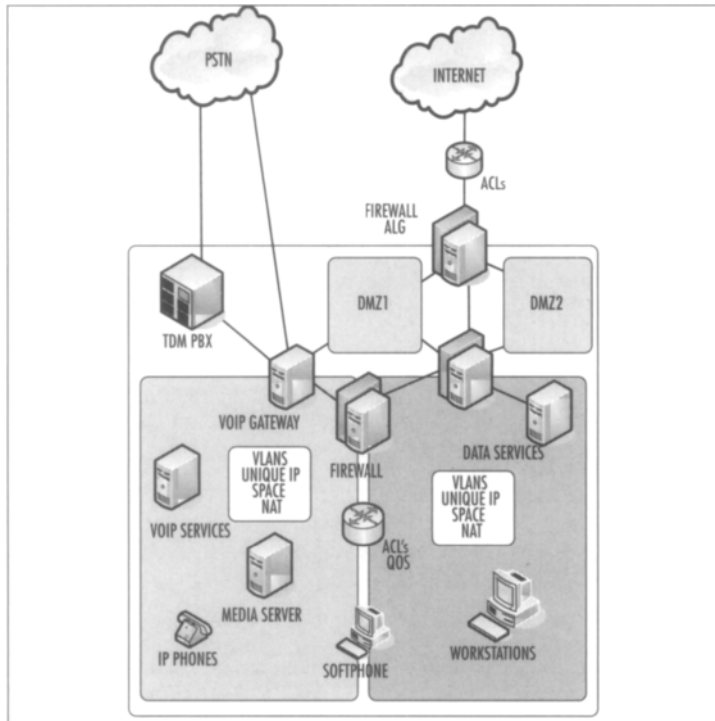 PSTN
INTERNET
ACLs
FIREWALL
ALG
DMZ1
DMZ2
TDM PBX
VOIP GATEWAY
FIREWALL
DATA SERVICES
VLANS
UNIQUE IP
SPACE
NAT
VLANS
UNIQUE IP
SPACE
NAT
VOIP SERVICES
ACL's
QOS
MEDIA SERVER
IP PHONES
SOFTPHONE
WORKSTATIONS